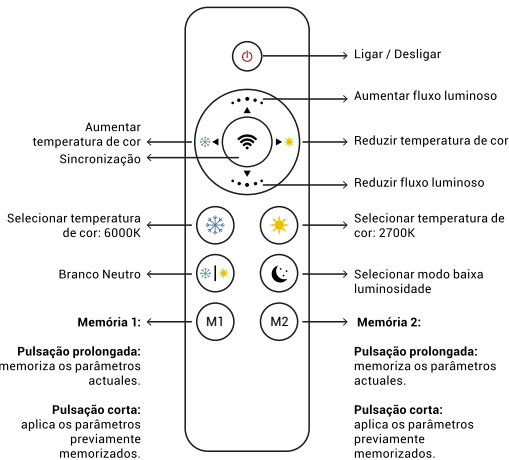 Ligar / Desligar
Aumentar fluxo luminoso
Aumentar
temperatura de cor
Reduzir temperatura de cor
Sincronização
Reduzir fluxo luminoso
Selecionar temperatura
de cor: 6000K
Selecionar temperatura de
cor: 2700K
Branco Neutro
Selecionar modo baixa
luminosidade
Memória 1:
M1
M2
Memória 2:
Pulsação prolongada:
memoriza os parâmetros
actuales.
Pulsação corta:
aplica os parâmetros
previamente
memorizados.
Pulsação prolongada:
memoriza os parâmetros
actuales.
Pulsação corta:
aplica os parâmetros
previamente
memorizados.